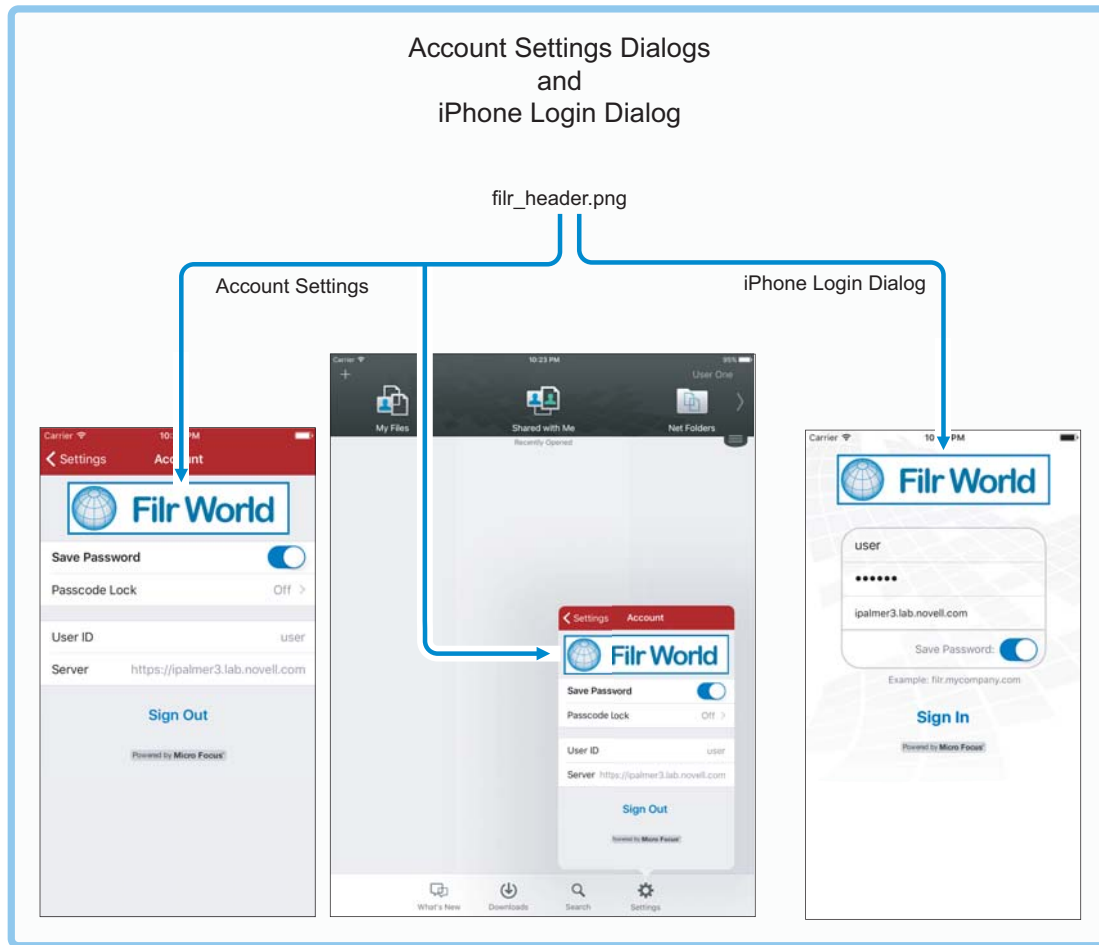 Account Settings Dialogs
and
iPhone Login Dialog
filr_header.png
Account Settings
iPhone Login Dialog
Carrier
Settings
Filr World
Save Password
Passcode Lock Off
User ID user
Server https://ipalmer3.lab.novell.com
Sign Out
Powered by Micro Focus
Carrier 10:23 PM 95%
User One
My Files Shared with Me Net Folders
Recently Opened
Settings Account
Filr World
Save Password
Passcode lock Off
User ID user
Server https://ipalmer3.lab.novell.com
Sign Out
Powered by Micro Focus
What's New Downloads Search Settings
Carrier
Filr World
user
ipalmer3.lab.novell.com
Save Password:
Example: filr.mycompany.com
Sign In
Powered by Micro Focus